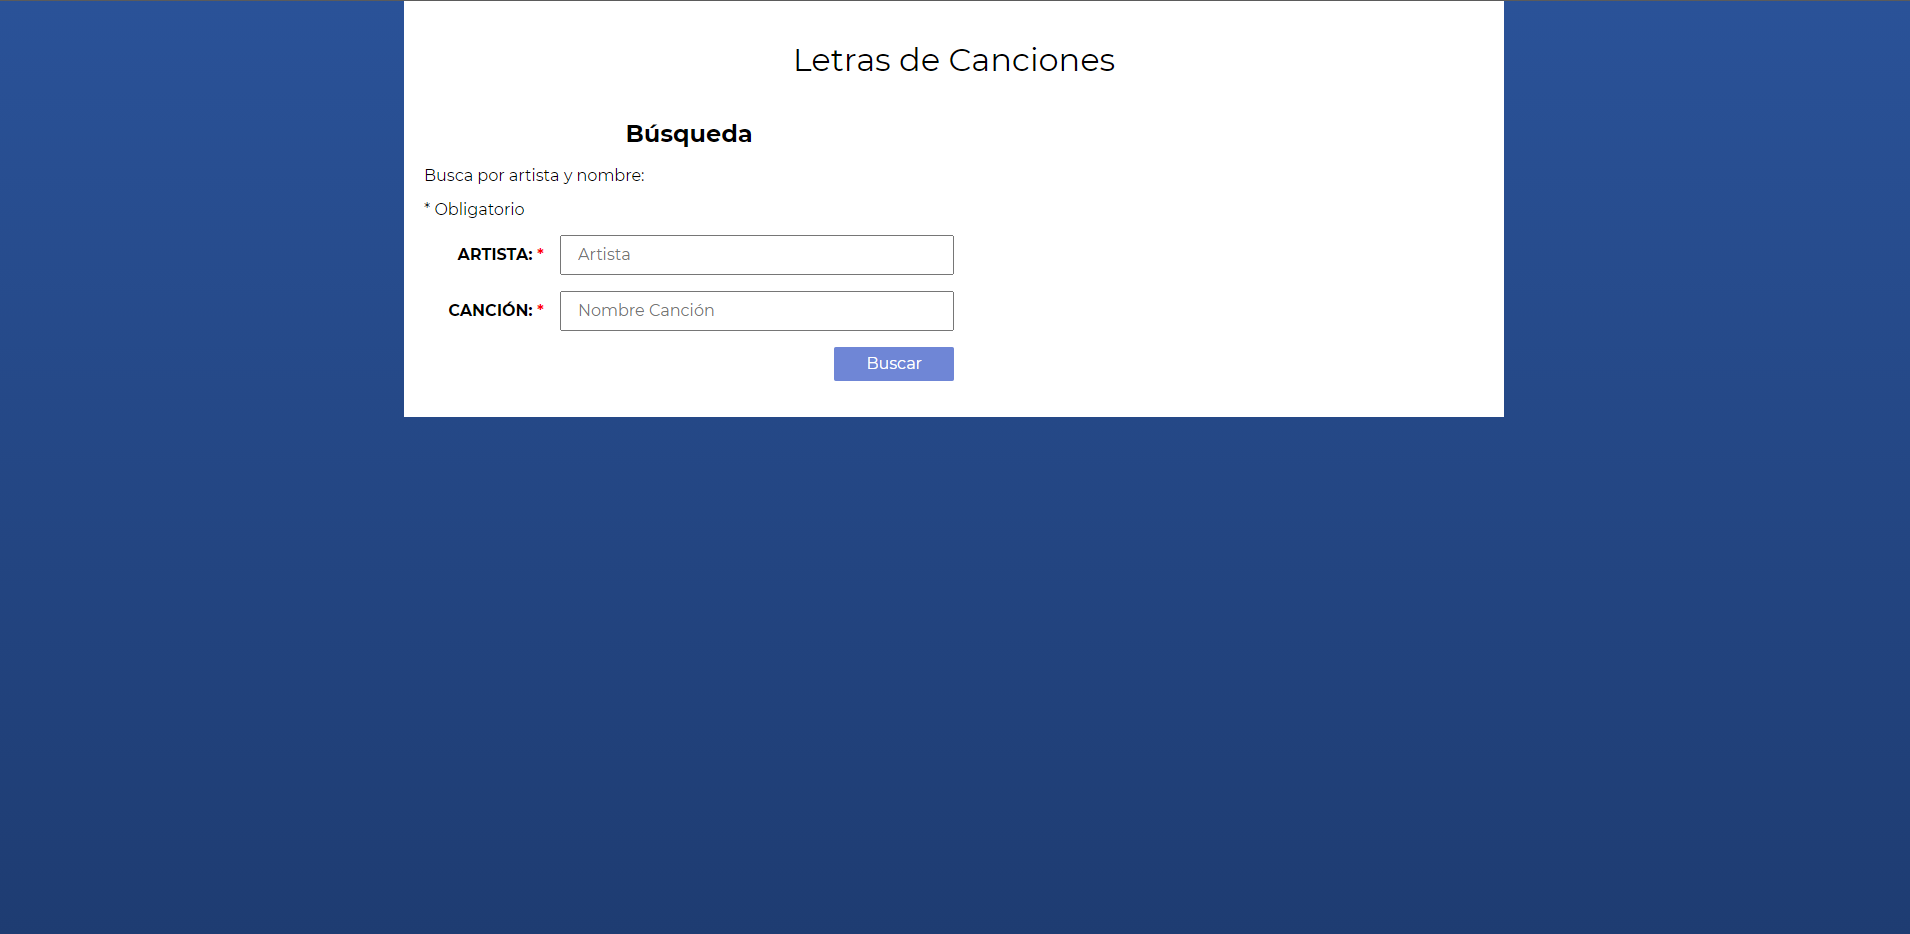 Letras de Canciones
Búsqueda
Busca por artista y nombre:
* Obligatorio
ARTISTA: * Artista
CANCIÓN: * Nombre Canción
Buscar